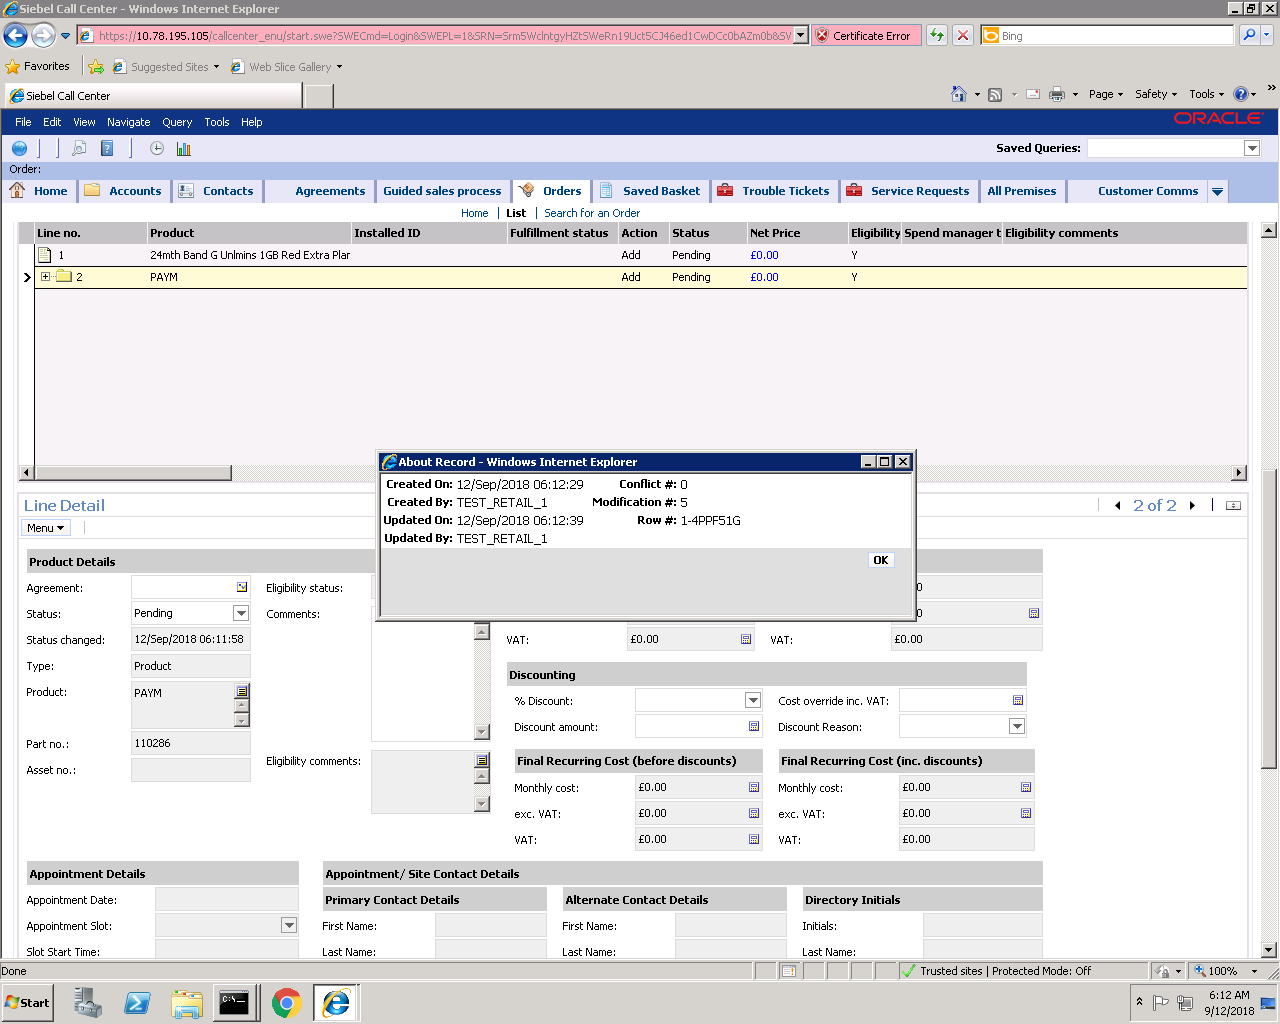 Siebel Call Center - Windows Internet Explorer
https://10.78.195.105/callcenter_enu/start.swe?SWECmd=Login&SWEPL=1&SRN=
Certificate Error
Bing
Favorites
Suggested Sites
Web Slice Gallery
Siebel Call Center
Page
Safety
Tools
»
File Edit View Navigate Query Tools Help
ORACLE
Saved Queries:
Order:
Home
Accounts
Contacts
Agreements
Guided sales process
Orders
Saved Basket
Trouble Tickets
Service Requests
All Premises
Customer Comms
Home | List | Search for an Order
Line no. Product Installed ID Fulfillment status Action Status Net Price Eligibility Spend manager t Eligibility comments
1 24mth Band G Unlmins 1GB Red Extra Plar Add Pending £0.00 Y
2 PAYM Add Pending £0.00 Y
About Record - Windows Internet Explorer
Created On: 12/Sep/2018 06:12:29 Conflict #: 0
Created By: TEST_RETAIL_1 Modification #: 5
Updated On: 12/Sep/2018 06:12:39 Row #: 1-4PPF51G
Updated By: TEST_RETAIL_1
OK
Line Detail
2 of 2
Menu
Product Details
Agreement:
Eligibility status:
Status: Pending
Comments:
Status changed: 12/Sep/2018 06:11:58
VAT: £0.00
VAT: £0.00
Type: Product
Product: PAYM
Part no.: 110286
Asset no.:
Eligibility comments:
Discounting
% Discount:
Cost override inc. VAT:
Discount amount:
Discount Reason:
Final Recurring Cost (before discounts)
Final Recurring Cost (inc. discounts)
Monthly cost: £0.00
Monthly cost: £0.00
exc. VAT: £0.00
exc. VAT: £0.00
VAT: £0.00
VAT: £0.00
Appointment Details
Appointment/ Site Contact Details
Appointment Date:
Primary Contact Details
Alternate Contact Details
Directory Initials
Appointment Slot:
First Name:
First Name:
Initials:
Slot Start Time:
Last Name:
Last Name:
Last Name:
Done
Trusted sites | Protected Mode: Off
100%
Start
6:12 AM
9/12/2018